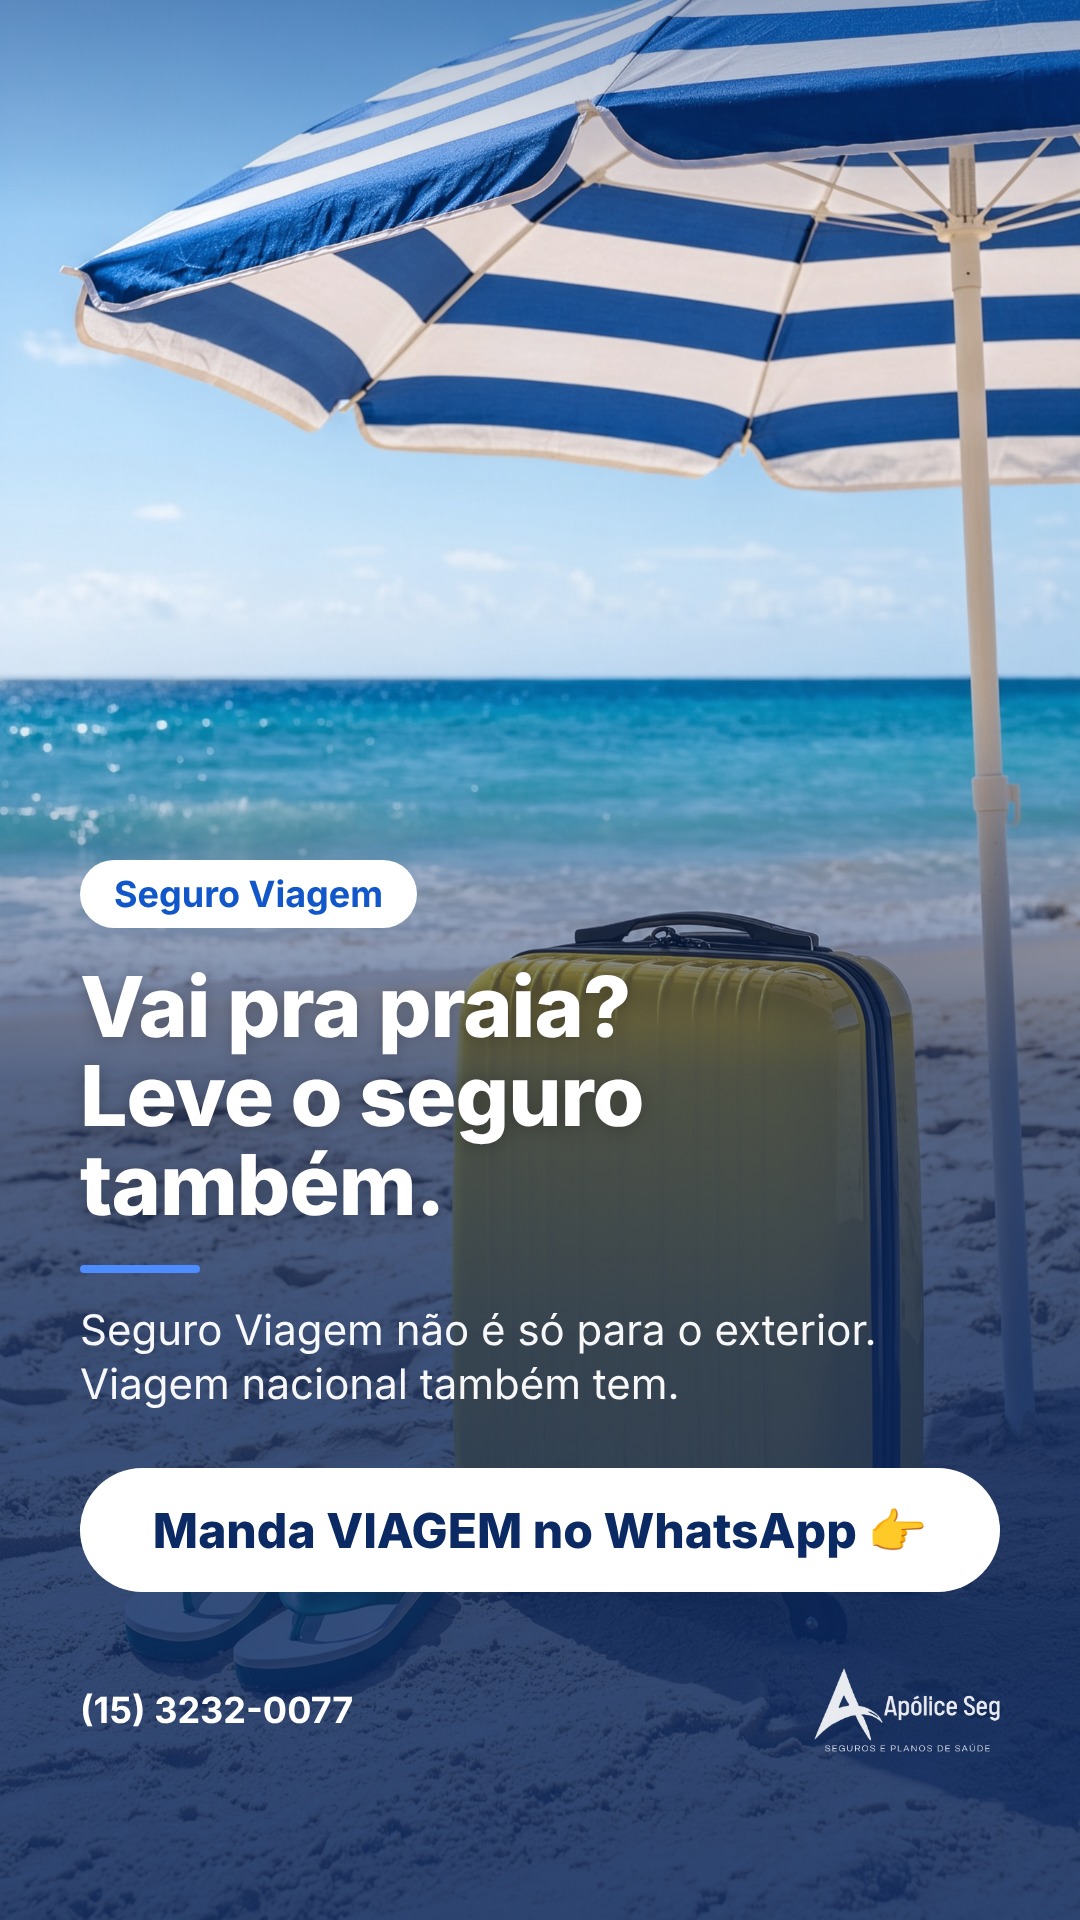 Seguro Viagem
Vai pra praia?
Leve o seguro
também.
Seguro Viagem não é só para o exterior.
Viagem nacional também tem.
Manda VIAGEM no WhatsApp 👉
(15) 3232-0077
Apólice Seg
SEGUROS E PLANOS DE SAÚDE